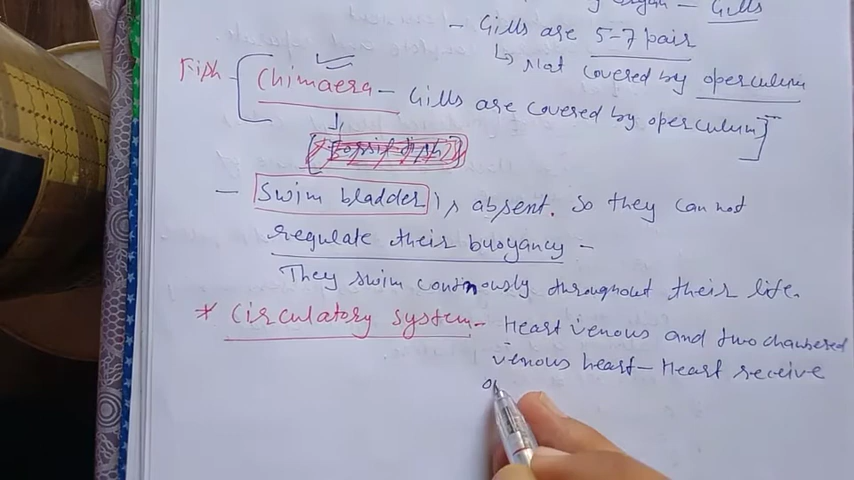 organ - Gills
- Gills are 5-7 pair
↳ Not covered by operculum
Fish Chimaera - Gills are covered by operculum]
- Swim bladder is absent. So they can not
regulate their buoyancy -
They swim continuously throughout their life.
* Circulatory system - Heart venous and two chambered
venous heart - Heart receive